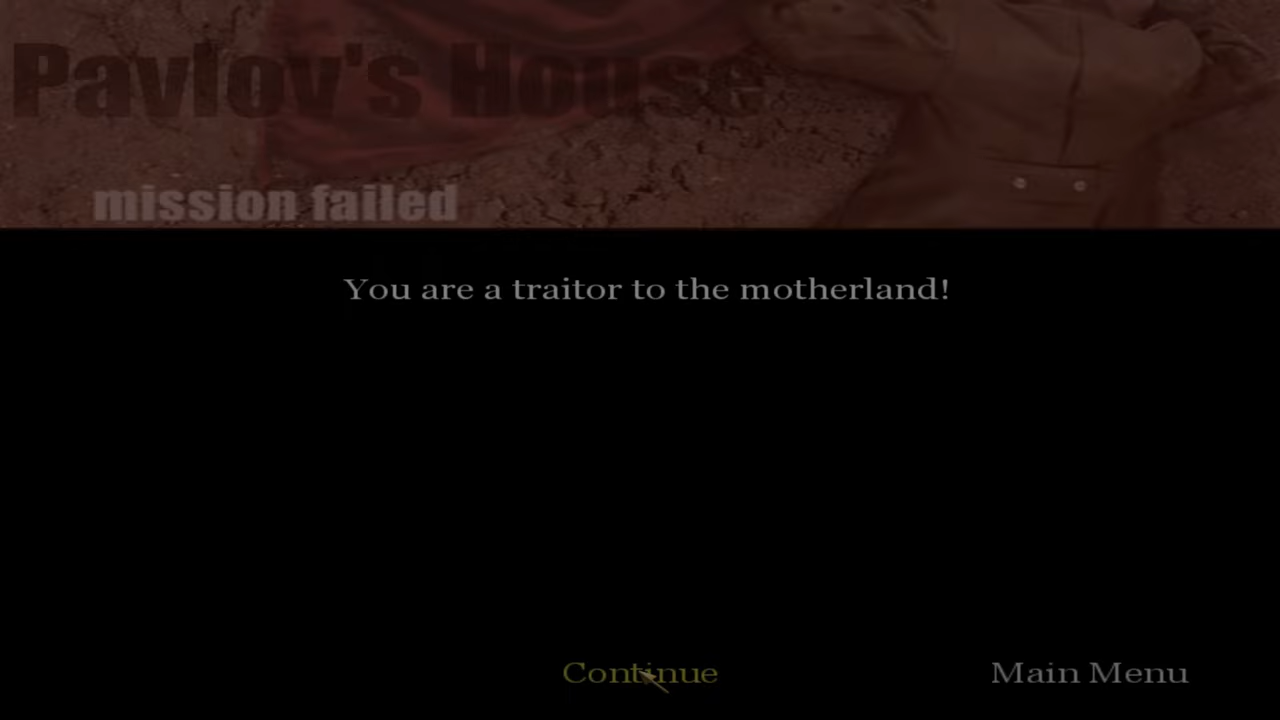 Pavlov's House
mission failed
You are a traitor to the motherland!
Continue
Main Menu